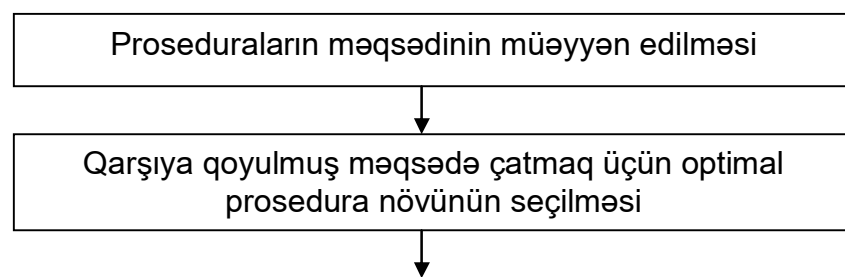 Proseduraların məqsədinin müəyyən edilməsi
Qarşıya qoyulmuş məqsədə çatmaq üçün optimal
prosedura növünün seçilməsi